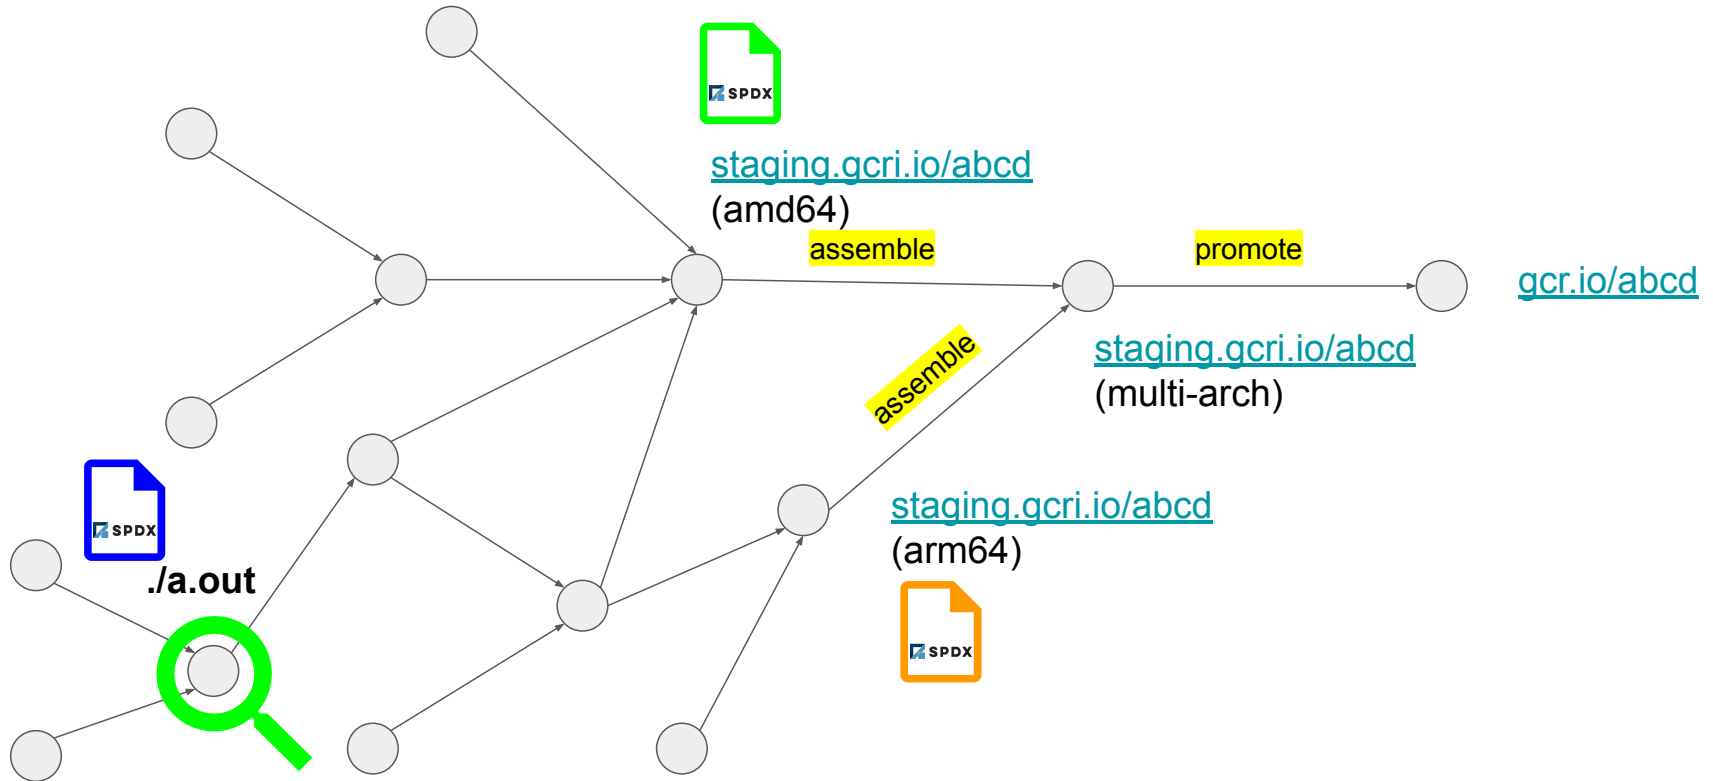 SPDX
staging.gcri.io/abcd
(amd64)
assemble
promote
gcr.io/abcd
assemble
staging.gcri.io/abcd
(multi-arch)
SPDX
./a.out
staging.gcri.io/abcd
(arm64)
SPDX